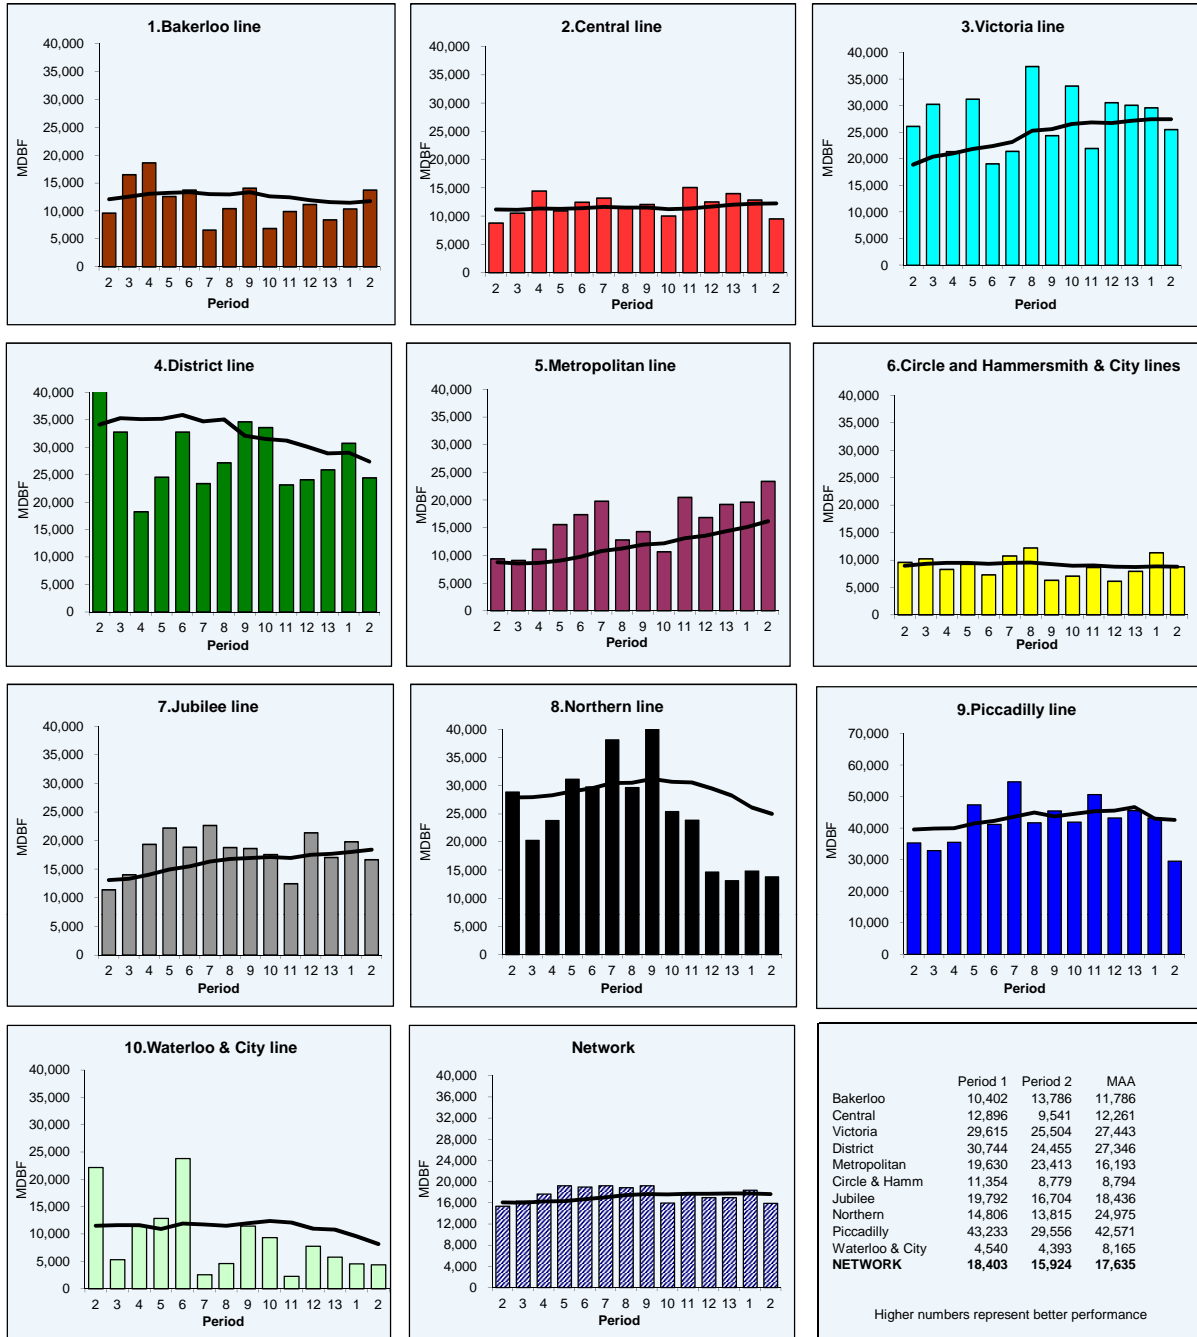 1.Bakerloo line
40,000
35,000
30,000
25,000
20,000
15,000
10,000
5,000
0
MDBF
2 3 4 5 6 7 8 9 10 11 12 13 1 2
Period
2.Central line
40,000
35,000
30,000
25,000
20,000
15,000
10,000
5,000
0
MDBF
2 3 4 5 6 7 8 9 10 11 12 13 1 2
Period
3.Victoria line
40,000
35,000
30,000
25,000
20,000
15,000
10,000
5,000
0
MDBF
2 3 4 5 6 7 8 9 10 11 12 13 1 2
Period
4.District line
40,000
35,000
30,000
25,000
20,000
15,000
10,000
5,000
0
MDBF
2 3 4 5 6 7 8 9 10 11 12 13 1 2
Period
5.Metropolitan line
40,000
35,000
30,000
25,000
20,000
15,000
10,000
5,000
0
MDBF
2 3 4 5 6 7 8 9 10 11 12 13 1 2
Period
6.Circle and Hammersmith & City lines
40,000
35,000
30,000
25,000
20,000
15,000
10,000
5,000
0
MDBF
2 3 4 5 6 7 8 9 10 11 12 13 1 2
Period
7.Jubilee line
40,000
35,000
30,000
25,000
20,000
15,000
10,000
5,000
0
MDBF
2 3 4 5 6 7 8 9 10 11 12 13 1 2
Period
8.Northern line
40,000
35,000
30,000
25,000
20,000
15,000
10,000
5,000
0
MDBF
2 3 4 5 6 7 8 9 10 11 12 13 1 2
Period
9.Piccadilly line
70,000
60,000
50,000
40,000
30,000
20,000
10,000
0
MDBF
2 3 4 5 6 7 8 9 10 11 12 13 1 2
Period
10.Waterloo & City line
40,000
35,000
30,000
25,000
20,000
15,000
10,000
5,000
0
MDBF
2 3 4 5 6 7 8 9 10 11 12 13 1 2
Period
Network
40,000
36,000
32,000
28,000
24,000
20,000
16,000
12,000
8,000
4,000
0
MDBF
2 3 4 5 6 7 8 9 10 11 12 13 1 2
Period
Period 1 Period 2 MAA
Bakerloo 10,402 13,786 11,786
Central 12,896 9,541 12,261
Victoria 29,615 25,504 27,443
District 30,744 24,455 27,346
Metropolitan 19,630 23,413 16,193
Circle & Hamm 11,354 8,779 8,794
Jubilee 19,792 16,704 18,436
Northern 14,806 13,815 24,975
Piccadilly 43,233 29,556 42,571
Waterloo & City 4,540 4,393 8,165
NETWORK 18,403 15,924 17,635
Higher numbers represent better performance